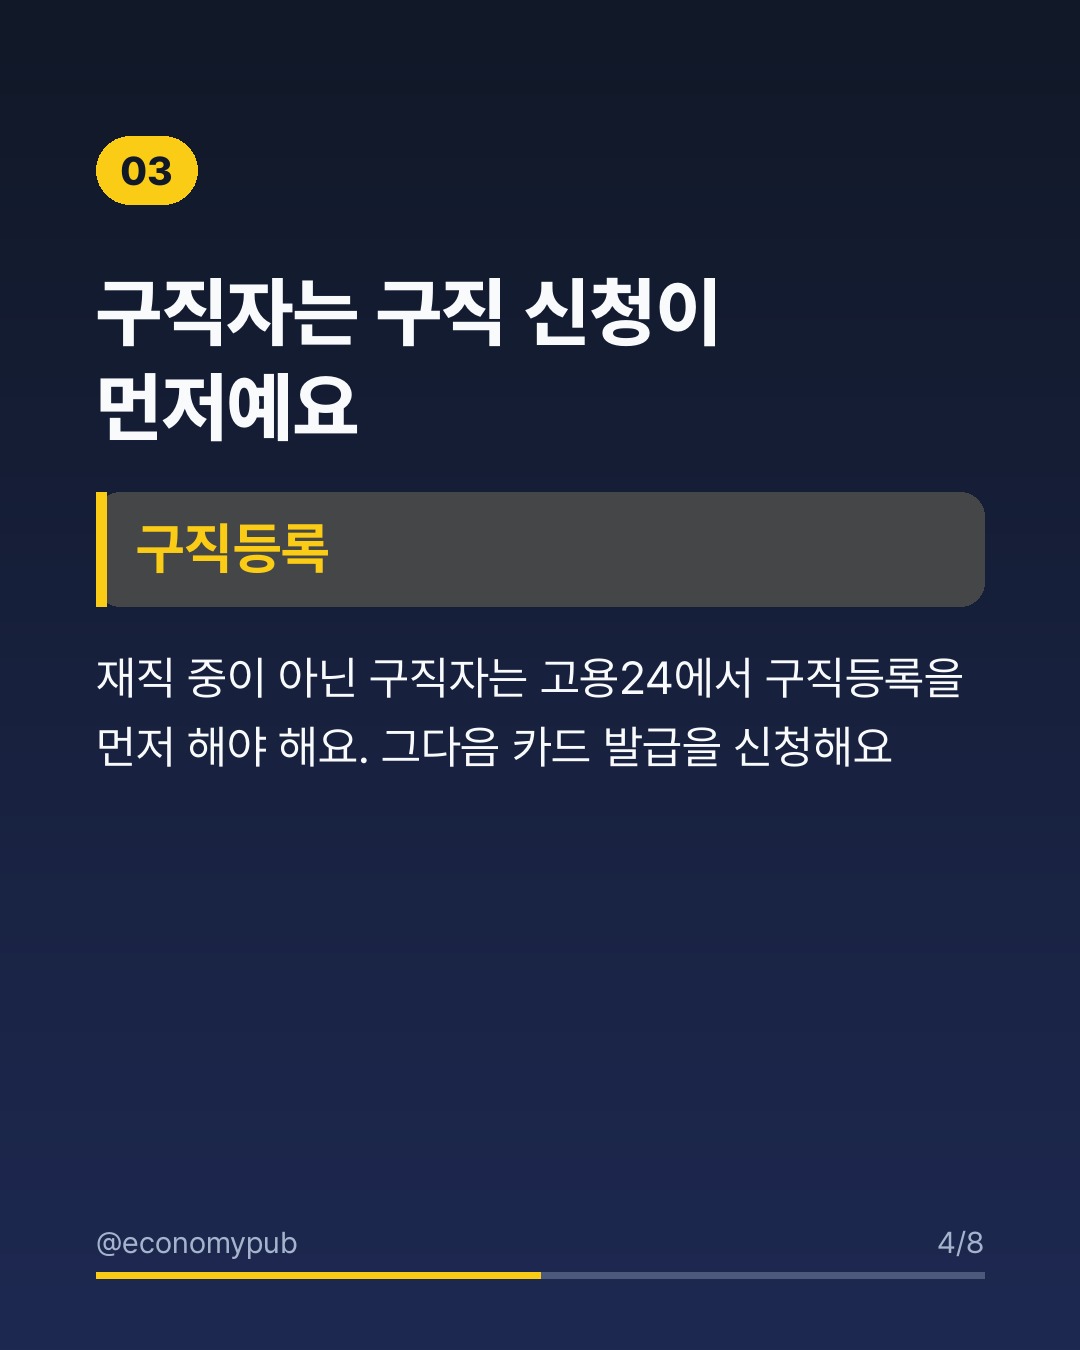 03
구직자는 구직 신청이
먼저예요
구직등록
재직 중이 아닌 구직자는 고용24에서 구직등록을
먼저 해야 해요. 그다음 카드 발급을 신청해요
@economypub
4/8